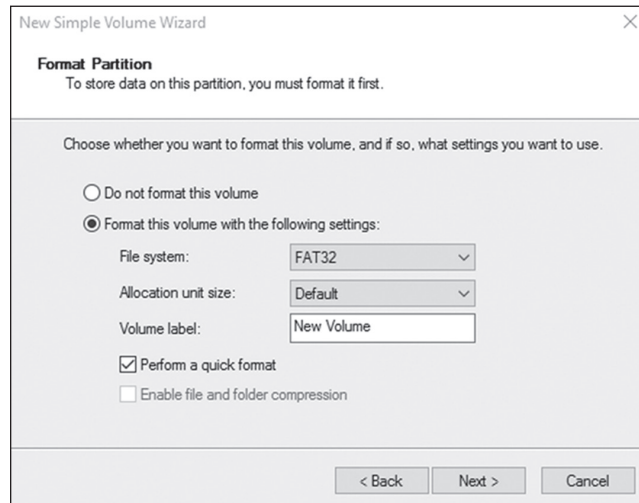 New Simple Volume Wizard
Format Partition
To store data on this partition, you must format it first.
Choose whether you want to format this volume, and if so, what settings you want to use.
Do not format this volume
Format this volume with the following settings:
File system: FAT32
Allocation unit size: Default
Volume label: New Volume
Perform a quick format
Enable file and folder compression
< Back Next > Cancel